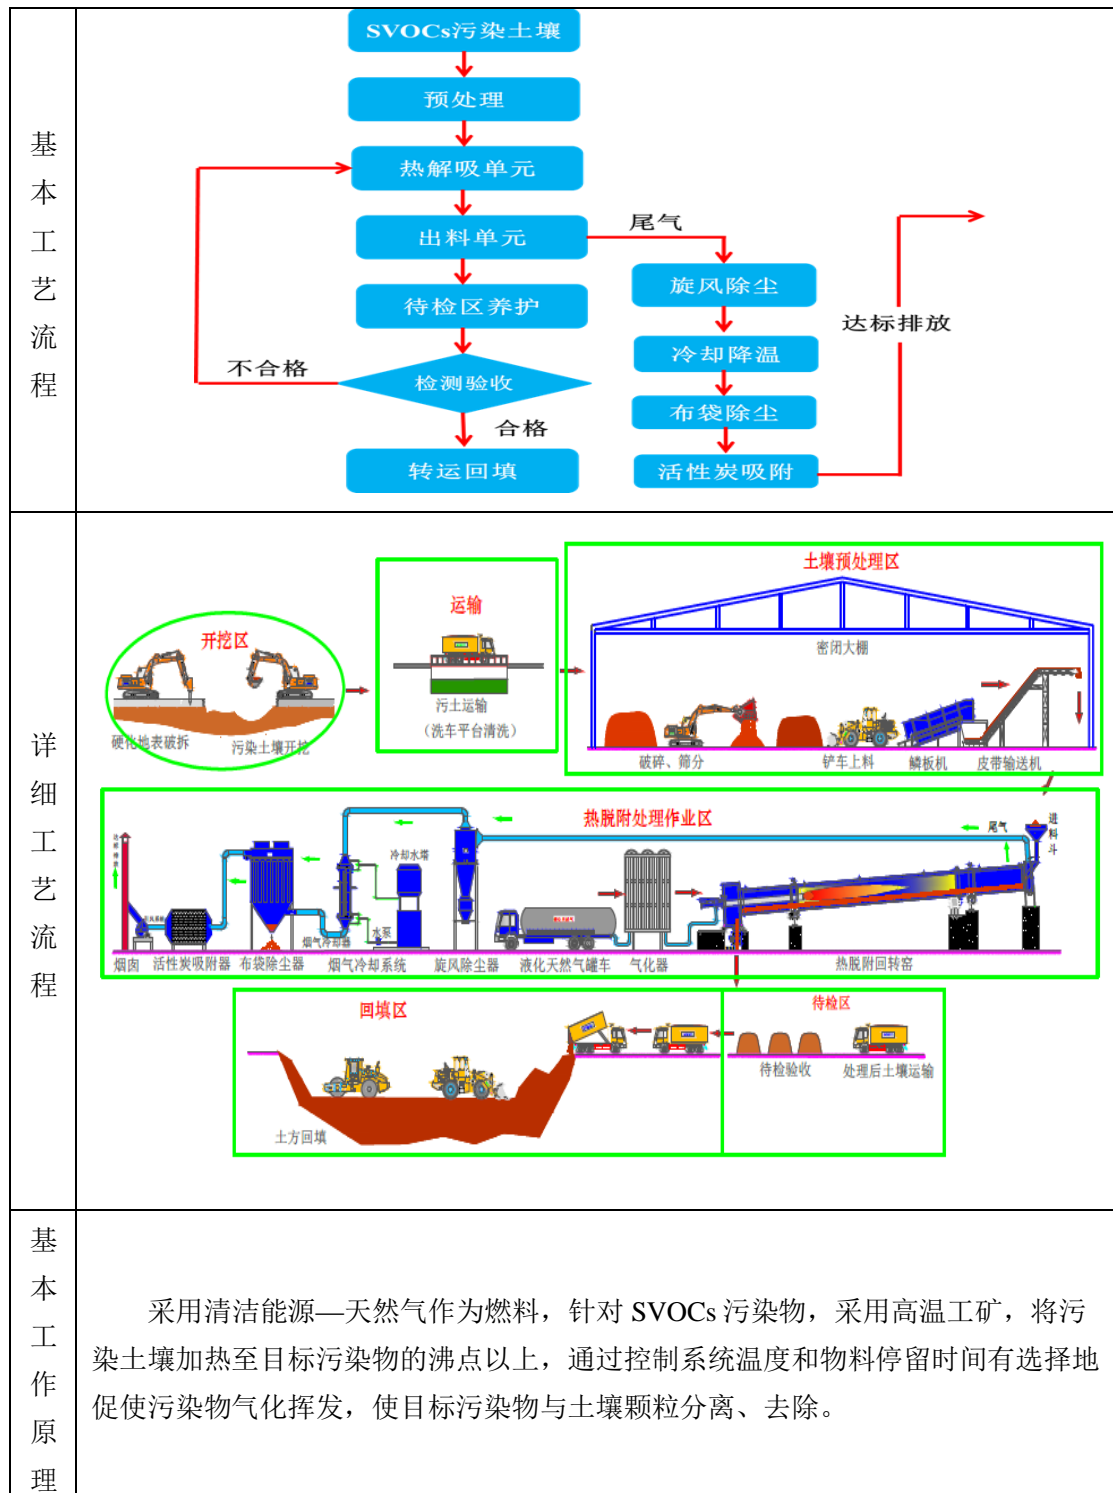 基本工艺流程
SVOCs污染土壤
预处理
热解吸单元
出料单元
尾气
待检区养护
旋风除尘
达标排放
冷却降温
不合格
检测验收
布袋除尘
合格
转运回填
活性炭吸附
详细工艺流程
开挖区
硬化地表破拆
污染土壤开挖
运输
污土运输
（洗车平台清洗）
土壤预处理区
密闭大棚
破碎、筛分
铲车上料
鳞板机
皮带输送机
热脱附处理作业区
尾气
进料斗
冷却水塔
水泵
烟气冷却器
烟囱
活性炭吸附器
布袋除尘器
烟气冷却系统
旋风除尘器
液化天然气罐车
气化器
热脱附回转窑
回填区
土方回填
待检区
待检验收
处理后土壤运输
基本工作原理
采用清洁能源—天然气作为燃料，针对 SVOCs 污染物，采用高温工矿，将污
染土壤加热至目标污染物的沸点以上，通过控制系统温度和物料停留时间有选择地
促使污染物气化挥发，使目标污染物与土壤颗粒分离、去除。